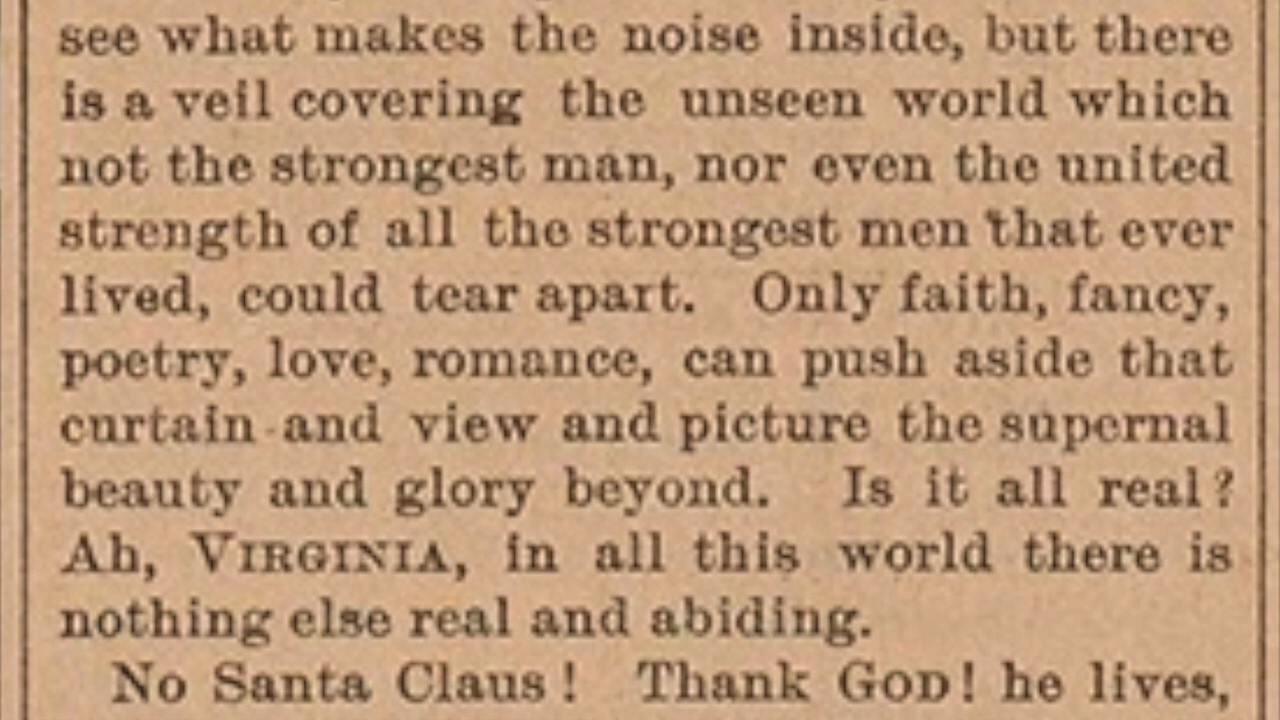 see what makes the noise inside, but there
is a veil covering the unseen world which
not the strongest man, nor even the united
strength of all the strongest men that ever
lived, could tear apart. Only faith, fancy,
poetry, love, romance, can push aside that
curtain and view and picture the supernal
beauty and glory beyond. Is it all real?
Ah, VIRGINIA, in all this world there is
nothing else real and abiding.
No Santa Claus! Thank GOD! he lives,